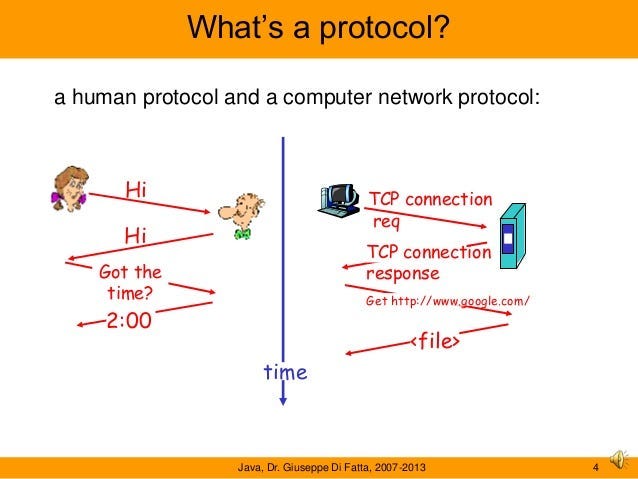 What’s a protocol?
a human protocol and a computer network protocol:
Hi
Hi
Got the
time?
2:00
TCP connection
req
TCP connection
response
Get http://www.google.com/
<file>
time
Java, Dr. Giuseppe Di Fatta, 2007-2013
4